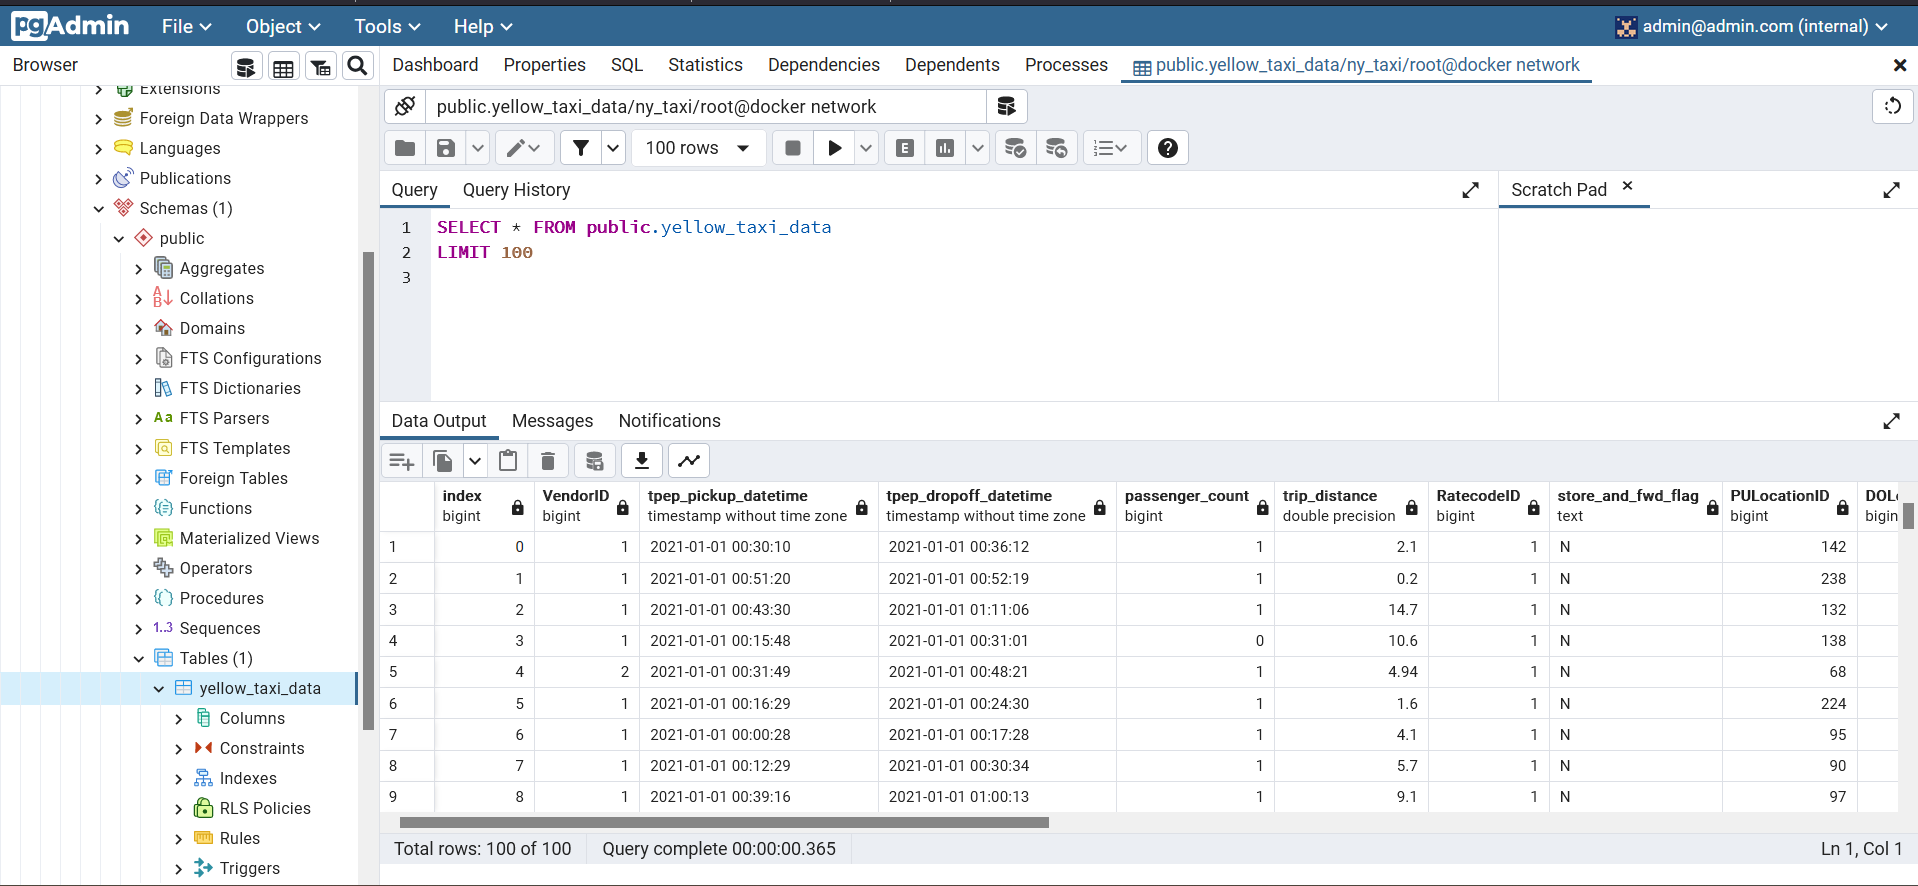 pgAdmin File Object Tools Help admin@admin.com (internal)
Browser
Dashboard Properties SQL Statistics Dependencies Dependents Processes public.yellow_taxi_data/ny_taxi/root@docker network
Extensions
Foreign Data Wrappers
Languages
Publications
Schemas (1)
public
Aggregates
Collations
Domains
FTS Configurations
FTS Dictionaries
Aa FTS Parsers
FTS Templates
Foreign Tables
Functions
Materialized Views
Operators
Procedures
1..3 Sequences
Tables (1)
yellow_taxi_data
Columns
Constraints
Indexes
RLS Policies
Rules
Triggers
public.yellow_taxi_data/ny_taxi/root@docker network
100 rows E
Query Query History
Scratch Pad
1 SELECT * FROM public.yellow_taxi_data
2 LIMIT 100
3
Data Output Messages Notifications
index VendorID tpep_pickup_datetime tpep_dropoff_datetime passenger_count trip_distance RatecodeID store_and_fwd_flag PULocationID
bigint bigint timestamp without time zone timestamp without time zone bigint double precision bigint text bigint
1 0 1 2021-01-01 00:30:10 2021-01-01 00:36:12 1 2.1 1 N 142
2 1 1 2021-01-01 00:51:20 2021-01-01 00:52:19 1 0.2 1 N 238
3 2 1 2021-01-01 00:43:30 2021-01-01 01:11:06 1 14.7 1 N 132
4 3 1 2021-01-01 00:15:48 2021-01-01 00:31:01 0 10.6 1 N 138
5 4 2 2021-01-01 00:31:49 2021-01-01 00:48:21 1 4.94 1 N 68
6 5 1 2021-01-01 00:16:29 2021-01-01 00:24:30 1 1.6 1 N 224
7 6 1 2021-01-01 00:00:28 2021-01-01 00:17:28 1 4.1 1 N 95
8 7 1 2021-01-01 00:12:29 2021-01-01 00:30:34 1 5.7 1 N 90
9 8 1 2021-01-01 00:39:16 2021-01-01 01:00:13 1 9.1 1 N 97
Total rows: 100 of 100 Query complete 00:00:00.365 Ln 1, Col 1